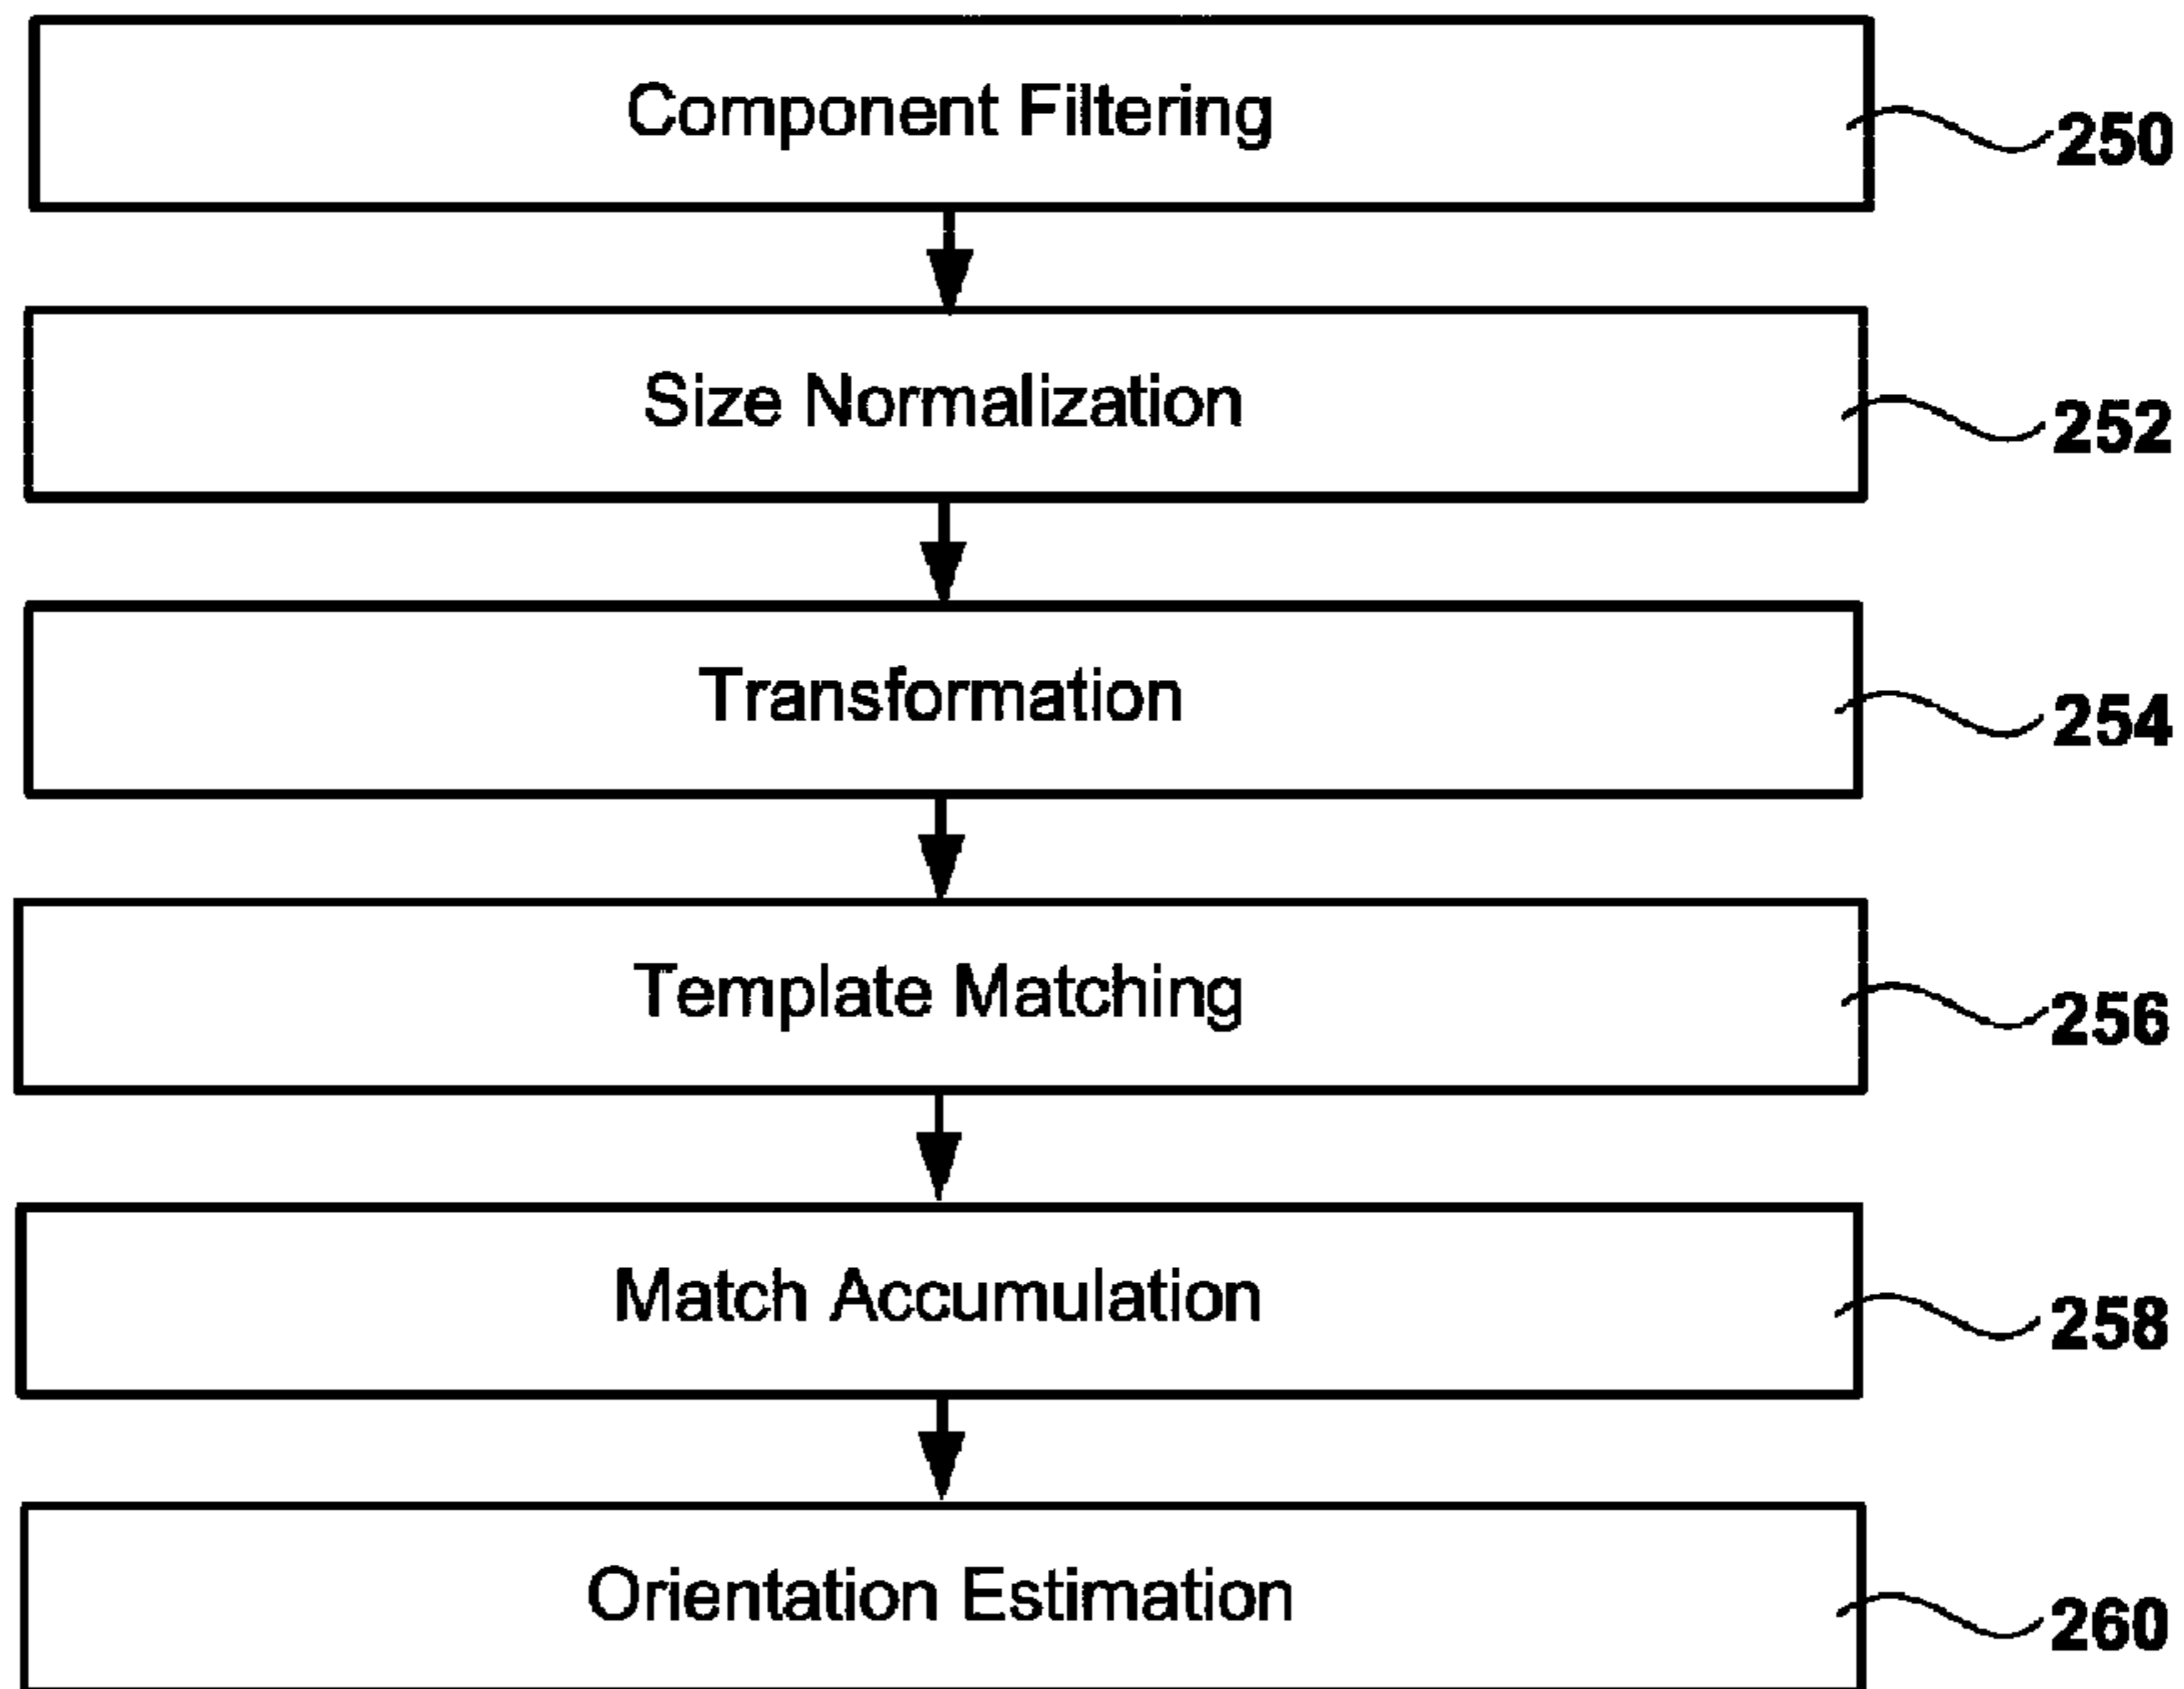 Component Filtering 250
Size Normalization 252
Transformation 254
Template Matching 256
Match Accumulation 258
Orientation Estimation 260